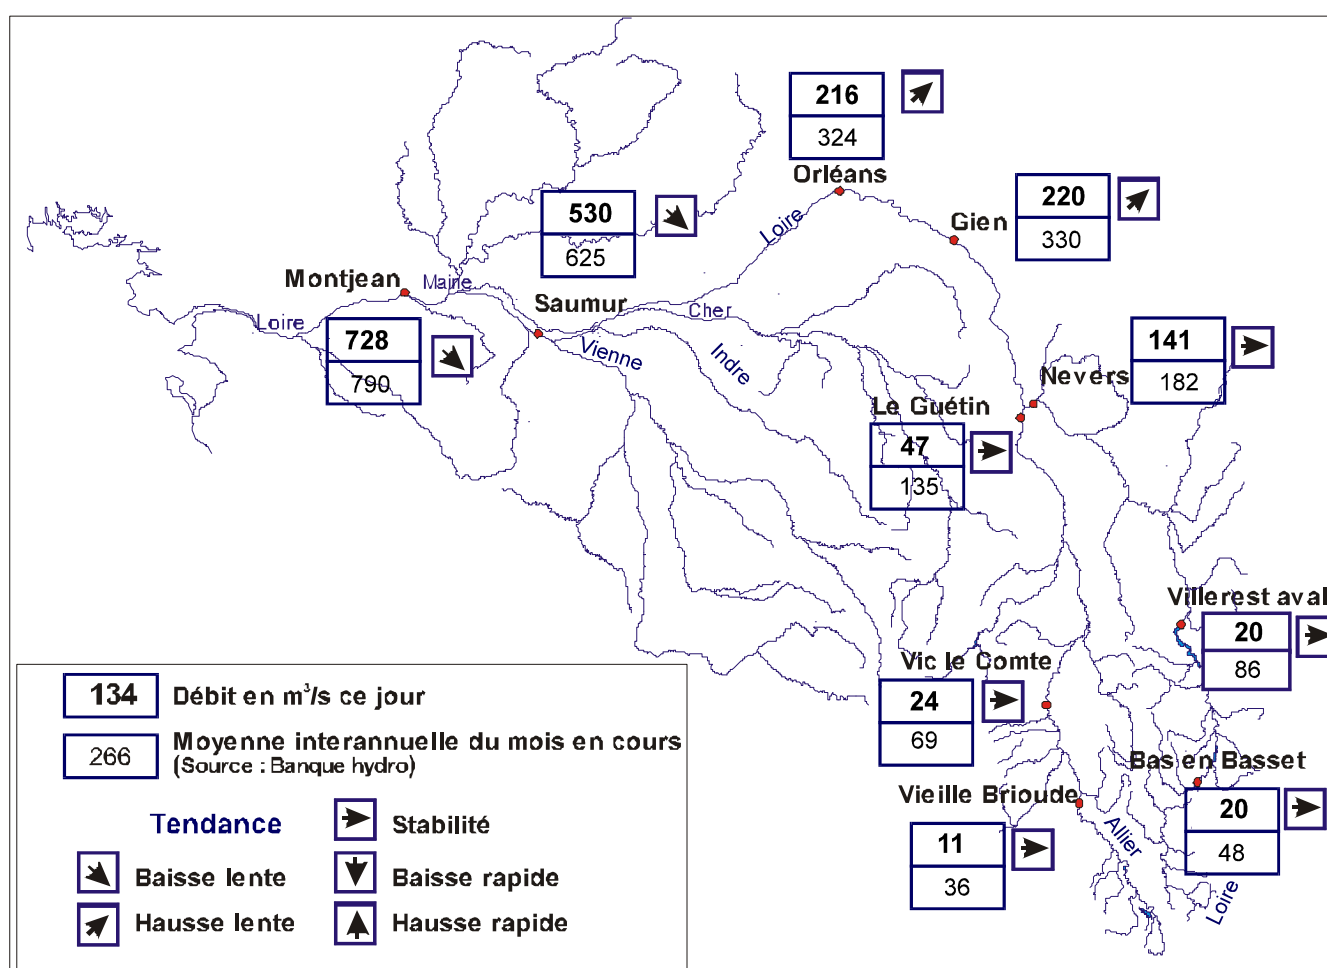 216
324
Orléans
530
625
Loire
220
330
Gien
Montjean
Maine
Saumur
Cher
Loire
728
790
Vienne
Indre
141
182
Nevers
Le Guétin
47
135
Villerest aval
20
86
Vic le Comte
24
69
Bas en Basset
20
48
Vieille Brioude
11
36
Allier
Loire
134 Débit en m³/s ce jour
266 Moyenne interannuelle du mois en cours
(Source : Banque hydro)
Tendance
Stabilité
Baisse lente
Baisse rapide
Hausse lente
Hausse rapide